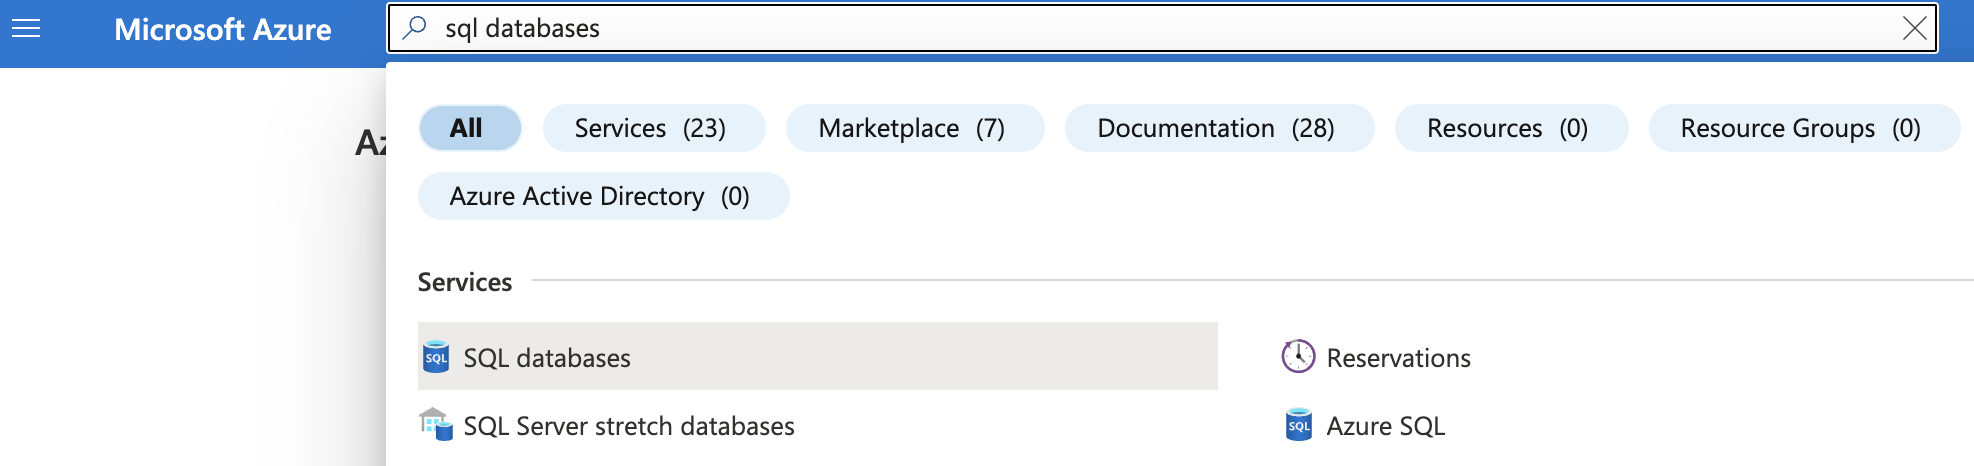 Microsoft Azure
sql databases
All Services (23) Marketplace (7) Documentation (28) Resources (0) Resource Groups (0)
Azure Active Directory (0)
Services
SQL databases Reservations
SQL Server stretch databases Azure SQL